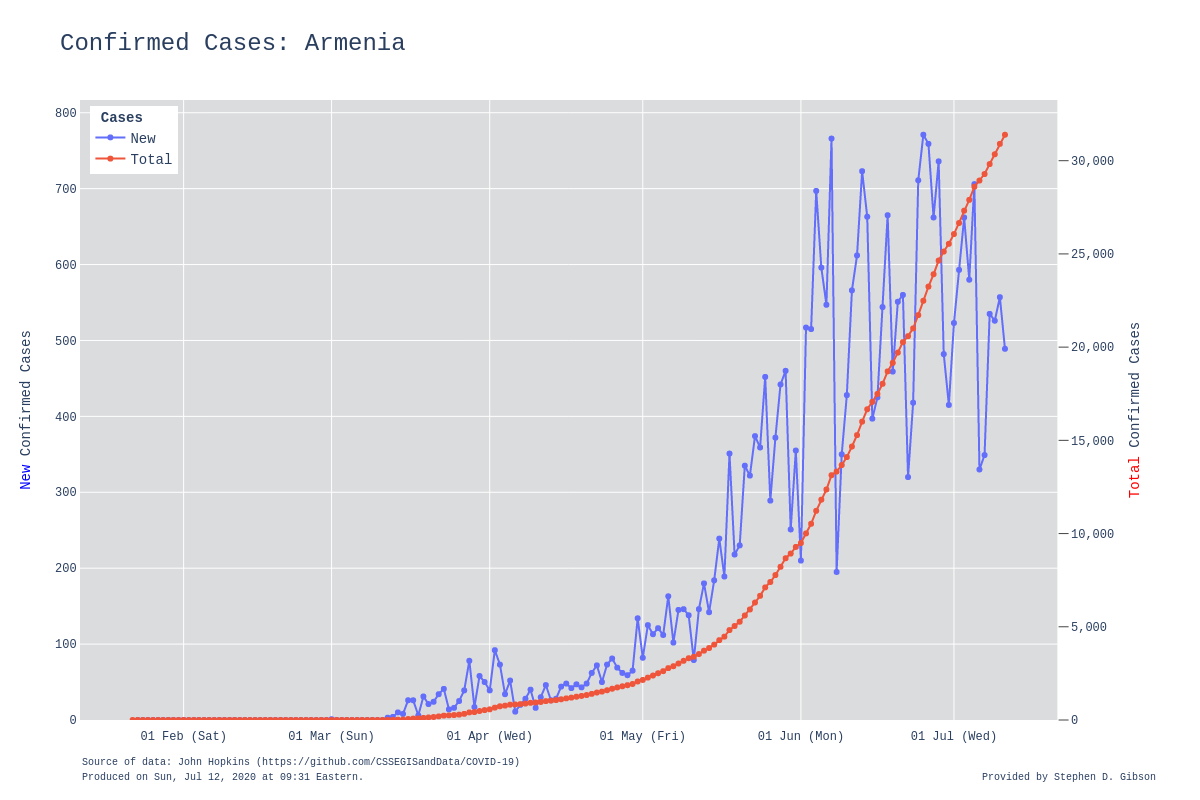 Confirmed Cases: Armenia
Cases
New
Total
800
700
600
500
400
300
200
100
0
New Confirmed Cases
30,000
25,000
20,000
15,000
10,000
5,000
0
Total Confirmed Cases
01 Feb (Sat)
01 Mar (Sun)
01 Apr (Wed)
01 May (Fri)
01 Jun (Mon)
01 Jul (Wed)
Source of data: John Hopkins (https://github.com/CSSEGISandData/COVID-19)
Produced on Sun, Jul 12, 2020 at 09:31 Eastern.
Provided by Stephen D. Gibson